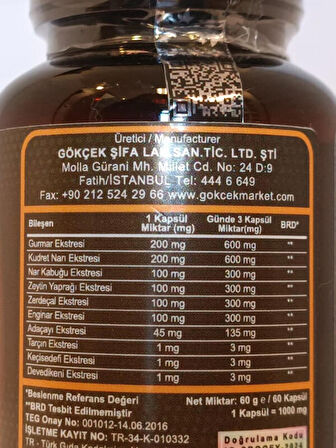 Üretici / Manufacturer
GÖKÇEK ŞİFA LAB.SAN.TİC. LTD. ŞTİ
Molla Gürani Mh. Millet Cd. No: 24 D:9
Fatih/İSTANBUL Tel: 444 6 649
Fax: +90 212 524 29 66 www.gokcekmarket.com
Bileşen 1 Kapsül Miktar (mg) Günde 3 Kapsül Miktar(mg) BRD*
Gurmar Ekstresi 200 mg 600 mg **
Kudret Narı Ekstresi 200 mg 600 mg **
Nar Kabuğu Ekstresi 100 mg 300 mg **
Zeytin Yaprağı Ekstresi 100 mg 300 mg **
Zerdeçal Ekstresi 100 mg 300 mg **
Enginar Ekstresi 100 mg 300 mg **
Adaçayı Ekstresi 45 mg 135 mg **
Tarçın Ekstresi 1 mg 3 mg **
Keçisedefi Ekstresi 1 mg 3 mg **
Devedikeni Ekstresi 1 mg 3 mg **
*Beslenme Referans Değeri Net Miktar: 60 g e / 60 Kapsül
**BRD Tesbit Edilmemiştir 1 Kapsül = 1000 mg
TEG Onay No: 001012-14.06.2016
İŞLETME KAYIT NO: TR-34-K-010332
Doğrulama Kodu
TR - Türk Gıda